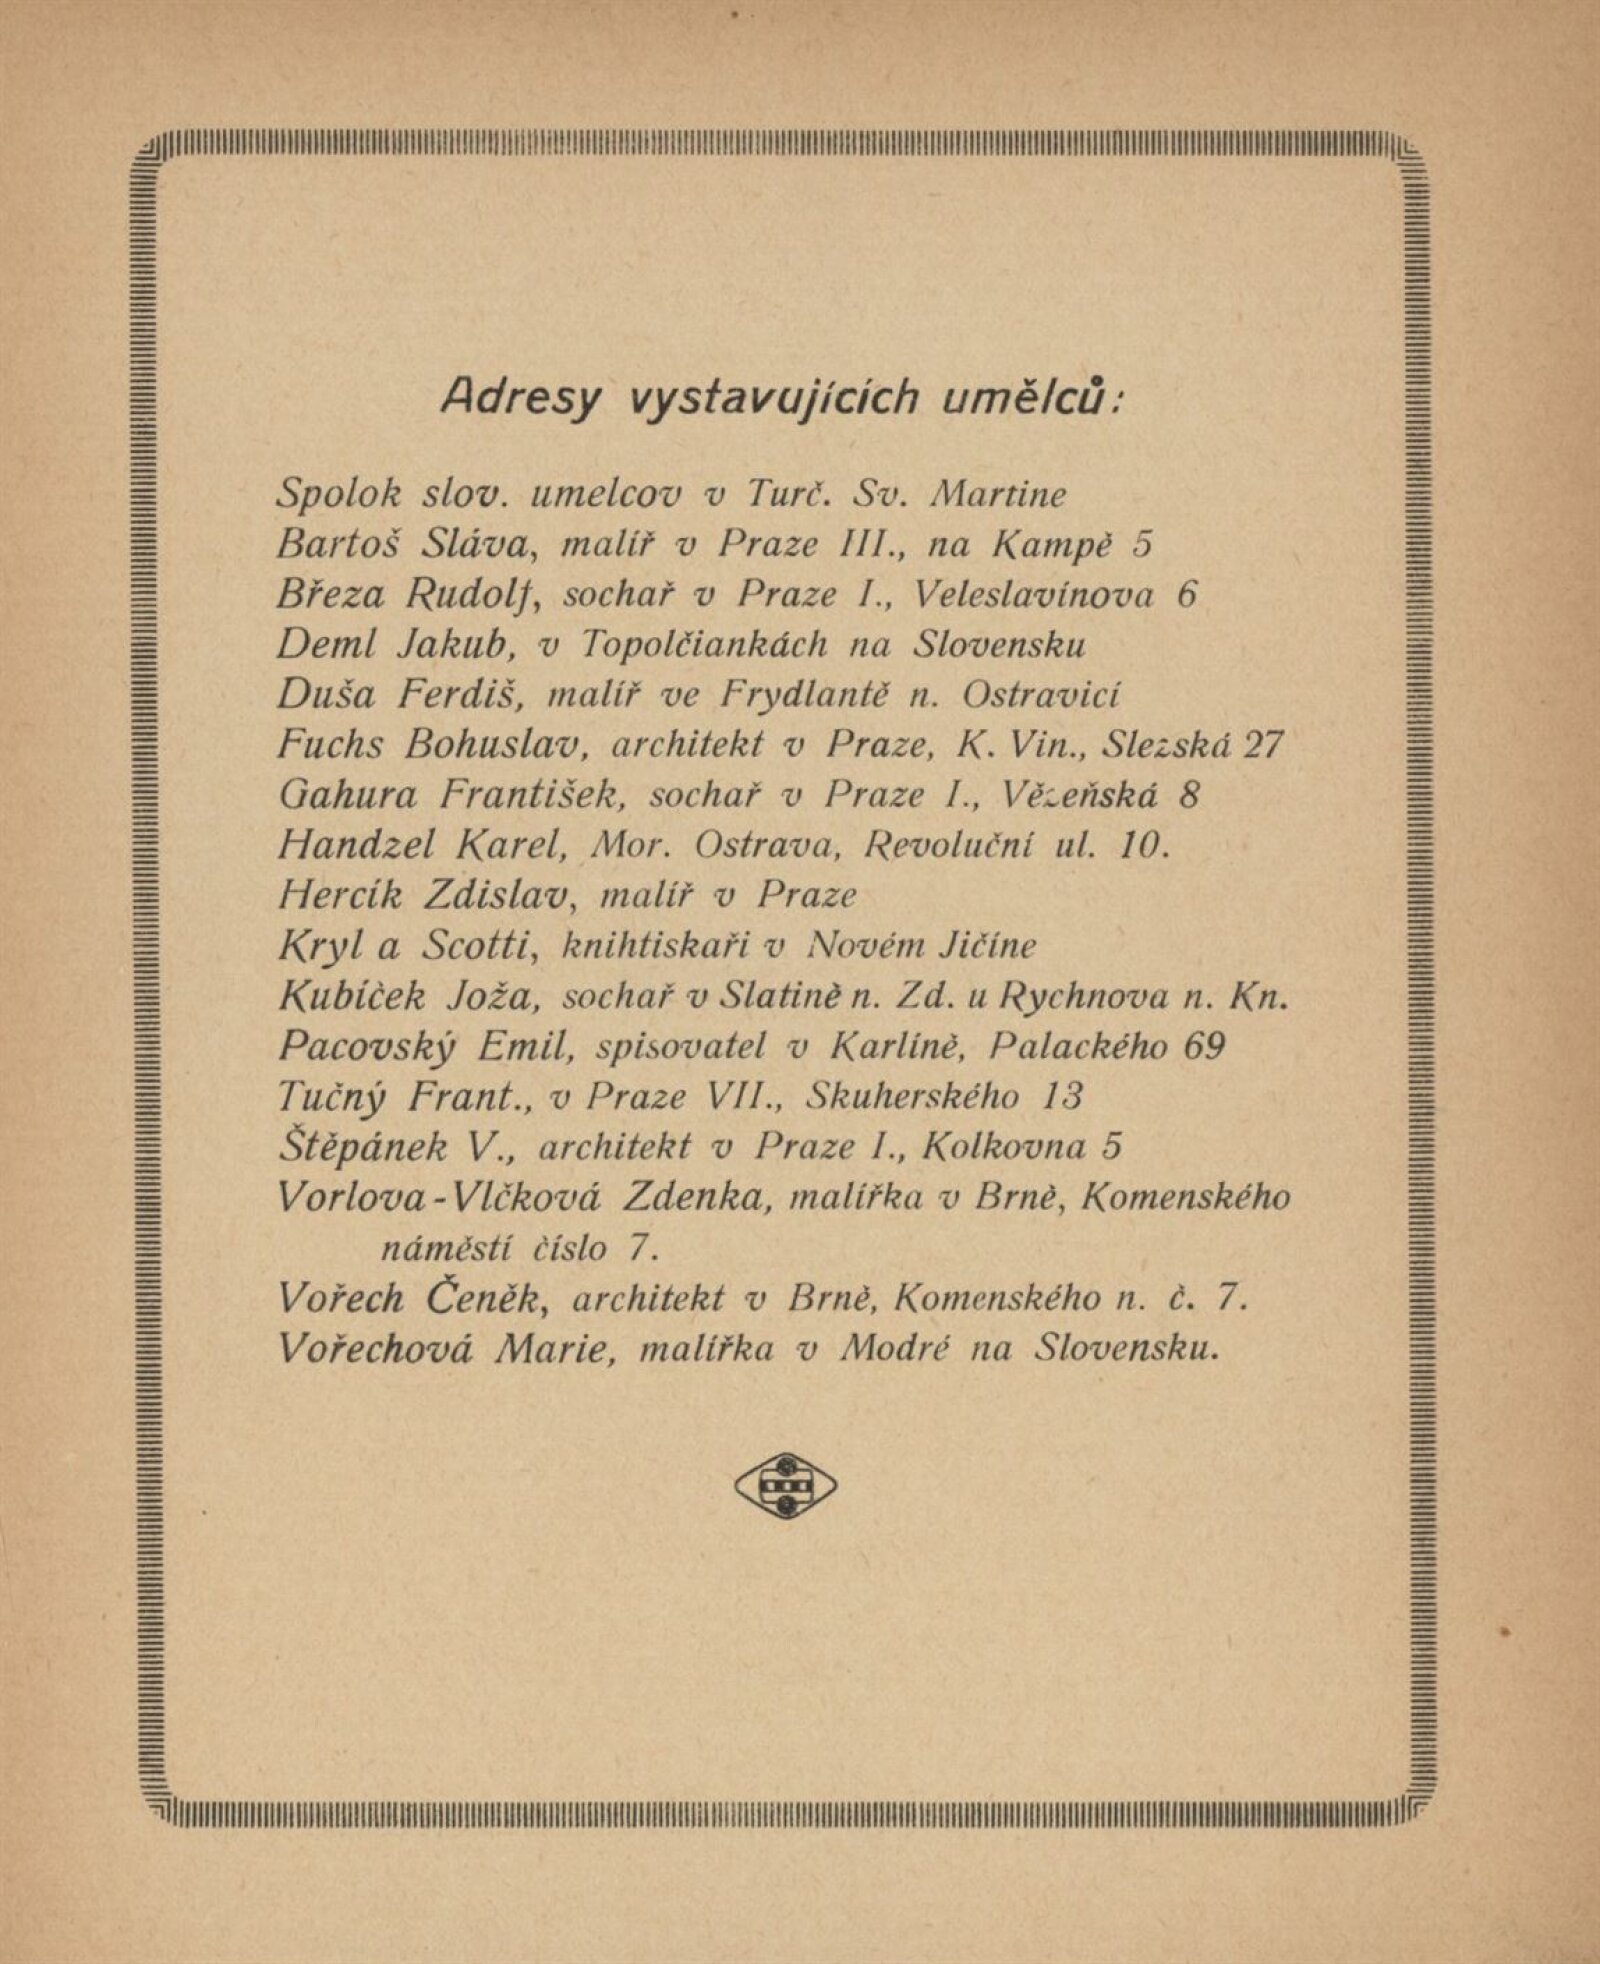 Adresy vystavujících umělců:
Spolok slov. umelcov v Turč. Sv. Martine
Bartoš Sláva, malíř v Praze III., na Kampě 5
Březa Rudolf, sochař v Praze I., Veleslavínova 6
Deml Jakub, v Topolčiankách na Slovensku
Duša Ferdiš, malíř ve Frydlantě n. Ostravicí
Fuchs Bohuslav, architekt v Praze, K. Vin., Slezská 27
Gahura František, sochař v Praze I., Vězeňská 8
Handzel Karel, Mor. Ostrava, Revoluční ul. 10.
Hercík Zdislav, malíř v Praze
Kryl a Scotti, knihtiskaři v Novém Jičíne
Kubíček Joža, sochař v Slatině n. Zd. u Rychnova n. Kn.
Pacovský Emil, spisovatel v Karlíně, Palackého 69
Tučný Frant., v Praze VII., Skuherského 13
Štěpánek V., architekt v Praze I., Kolkovna 5
Vorlova-Vlčková Zdenka, malířka v Brně, Komenského
náměstí číslo 7.
Vořech Čeněk, architekt v Brně, Komenského n. č. 7.
Vořechová Marie, malířka v Modré na Slovensku.